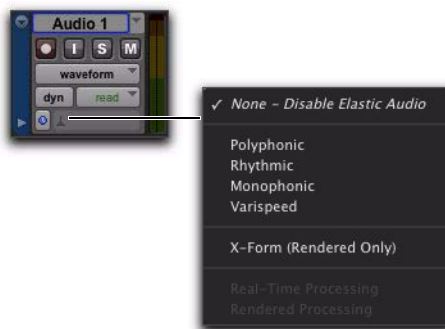 Audio 1
I S M
waveform
dyn read
✓ None – Disable Elastic Audio
Polyphonic
Rhythmic
Monophonic
Varispeed
X-Form (Rendered Only)
Real-Time Processing
Rendered Processing